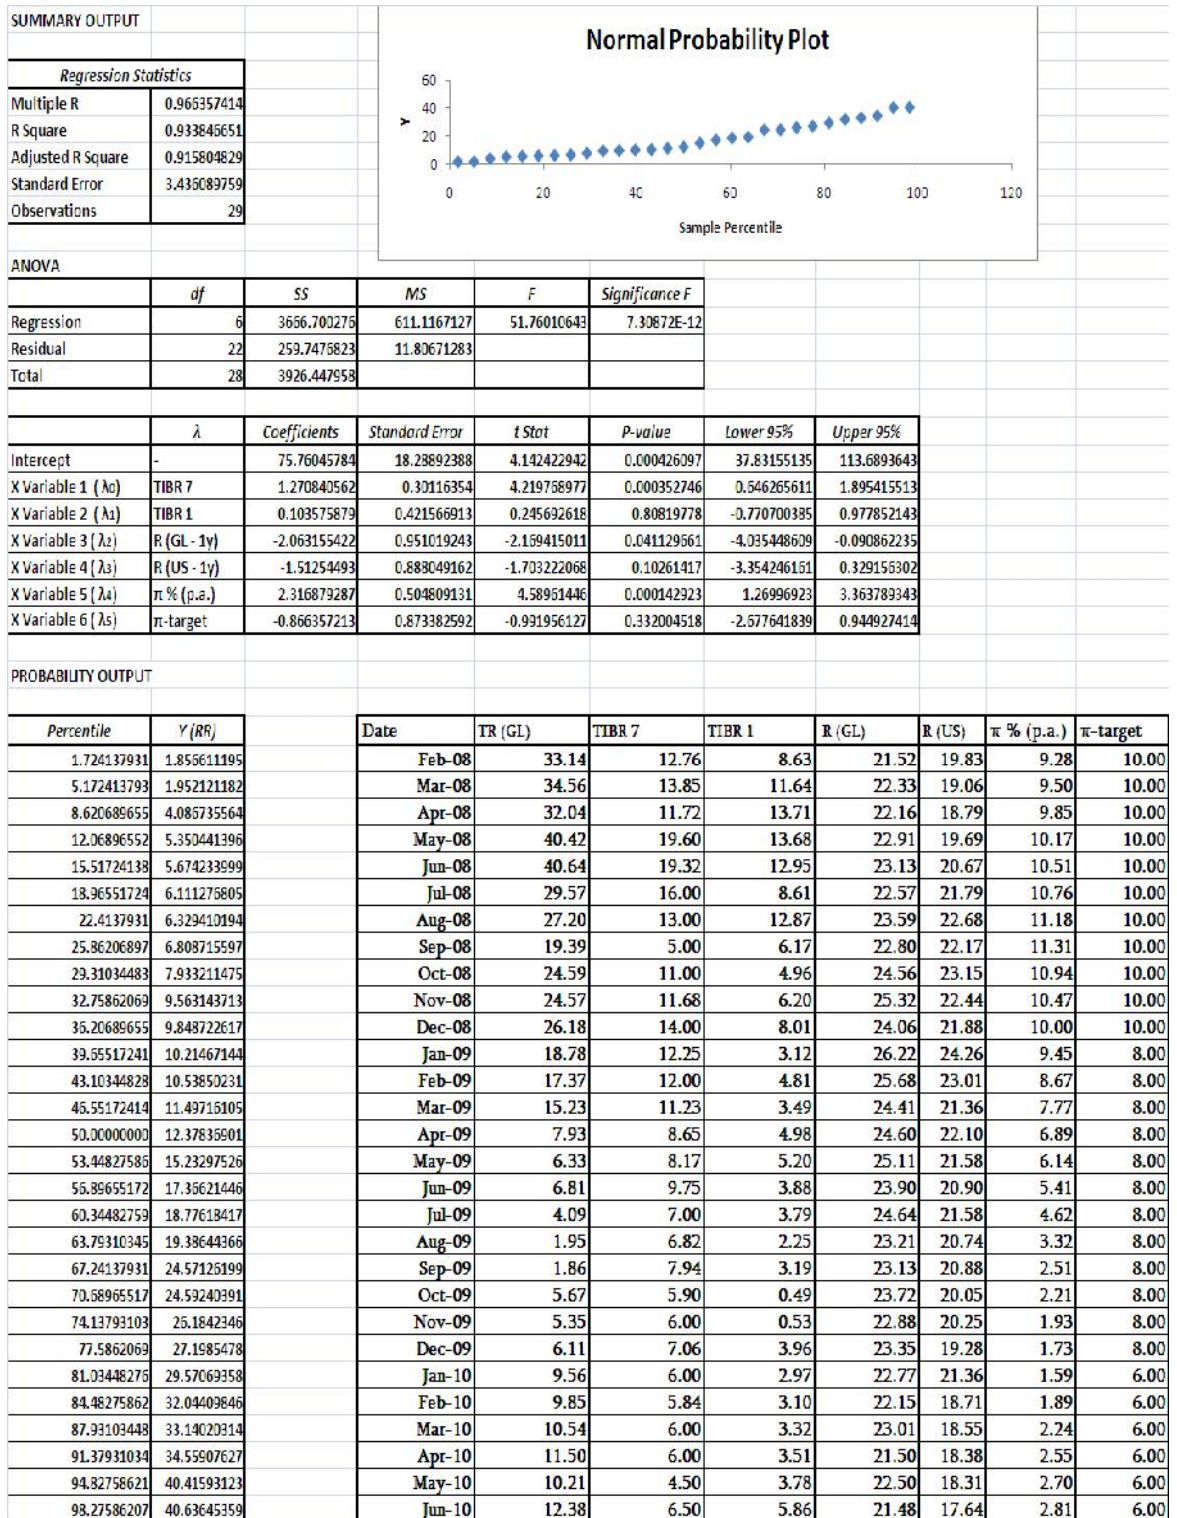 SUMMARY OUTPUT
Normal Probability Plot
Regression Statistics
Multiple R 0.966357414
R Square 0.933846651
Adjusted R Square 0.915804829
Standard Error 3.436089759
Observations 29
Y
60
40
20
0
0 20 40 60 80 100 120
Sample Percentile
ANOVA
df SS MS F Significance F
Regression 6 3666.700276 611.1167127 51.76010643 7.30872E-12
Residual 22 259.7476823 11.80671283
Total 28 3926.447958
λ Coefficients Standard Error t Stat P-value Lower 95% Upper 95%
Intercept - 75.76045784 18.28892388 4.142422942 0.000426097 37.83155135 113.6893643
X Variable 1 (λ0) TIBR 7 1.270840562 0.30116354 4.219768977 0.000352746 0.646265611 1.895415513
X Variable 2 (λ1) TIBR 1 0.103575879 0.421566913 0.245692618 0.80819778 -0.770700385 0.977852143
X Variable 3 (λ2) R (GL - 1y) -2.063155422 0.951019243 -2.169415011 0.041129661 -4.035448609 -0.090862235
X Variable 4 (λ3) R (US - 1y) -1.51254493 0.888049162 -1.703222068 0.10261417 -3.354246161 0.329156302
X Variable 5 (λ4) π % (p.a.) 2.316879287 0.504809131 4.58961446 0.000142923 1.26996923 3.363789343
X Variable 6 (λ5) π-target -0.866357213 0.873382592 -0.991956127 0.332004518 -2.677641839 0.944927414
PROBABILITY OUTPUT
Percentile Y (RR) Date TR (GL) TIBR 7 TIBR 1 R (GL) R (US) π % (p.a.) π-target
1.724137931 1.856611195 Feb-08 33.14 12.76 8.63 21.52 19.83 9.28 10.00
5.172413793 1.952121182 Mar-08 34.56 13.85 11.64 22.33 19.06 9.50 10.00
8.620689655 4.086735564 Apr-08 32.04 11.72 13.71 22.16 18.79 9.85 10.00
12.06896552 5.350441396 May-08 40.42 19.60 13.68 22.91 19.69 10.17 10.00
15.51724138 5.674233999 Jun-08 40.64 19.32 12.95 23.13 20.67 10.51 10.00
18.96551724 6.111276805 Jul-08 29.57 16.00 8.61 22.57 21.79 10.76 10.00
22.4137931 6.329410194 Aug-08 27.20 13.00 12.87 23.59 22.68 11.18 10.00
25.86206897 6.808715597 Sep-08 19.39 5.00 6.17 22.80 22.17 11.31 10.00
29.31034483 7.933211475 Oct-08 24.59 11.00 4.96 24.56 23.15 10.94 10.00
32.75862069 9.563143713 Nov-08 24.57 11.68 6.20 25.32 22.44 10.47 10.00
36.20689655 9.848722617 Dec-08 26.18 14.00 8.01 24.06 21.88 10.00 10.00
39.65517241 10.21467144 Jan-09 18.78 12.25 3.12 26.22 24.26 9.45 8.00
43.10344828 10.53850231 Feb-09 17.37 12.00 4.81 25.68 23.01 8.67 8.00
46.55172414 11.49716105 Mar-09 15.23 11.23 3.49 24.41 21.36 7.77 8.00
50.00000000 12.37836901 Apr-09 7.93 8.65 4.98 24.60 22.10 6.89 8.00
53.44827586 15.23297526 May-09 6.33 8.17 5.20 25.11 21.58 6.14 8.00
56.89655172 17.36621446 Jun-09 6.81 9.75 3.88 23.90 20.90 5.41 8.00
60.34482759 18.77618417 Jul-09 4.09 7.00 3.79 24.64 21.58 4.62 8.00
63.79310345 19.38644366 Aug-09 1.95 6.82 2.25 23.21 20.74 3.32 8.00
67.24137931 24.57126199 Sep-09 1.86 7.94 3.19 23.13 20.88 2.51 8.00
70.68965517 24.59240391 Oct-09 5.67 5.90 0.49 23.72 20.05 2.21 8.00
74.13793103 26.1842346 Nov-09 5.35 6.00 0.53 22.88 20.25 1.93 8.00
77.5862069 27.1985478 Dec-09 6.11 7.06 3.96 23.35 19.28 1.73 8.00
81.03448276 29.57069358 Jan-10 9.56 6.00 2.97 22.77 21.36 1.59 6.00
84.48275862 32.04409846 Feb-10 9.85 5.84 3.10 22.15 18.71 1.89 6.00
87.93103448 33.14020314 Mar-10 10.54 6.00 3.32 23.01 18.55 2.24 6.00
91.37931034 34.55907627 Apr-10 11.50 6.00 3.51 21.50 18.38 2.55 6.00
94.82758621 40.41593123 May-10 10.21 4.50 3.78 22.50 18.31 2.70 6.00
98.27586207 40.63645359 Jun-10 12.38 6.50 5.86 21.48 17.64 2.81 6.00